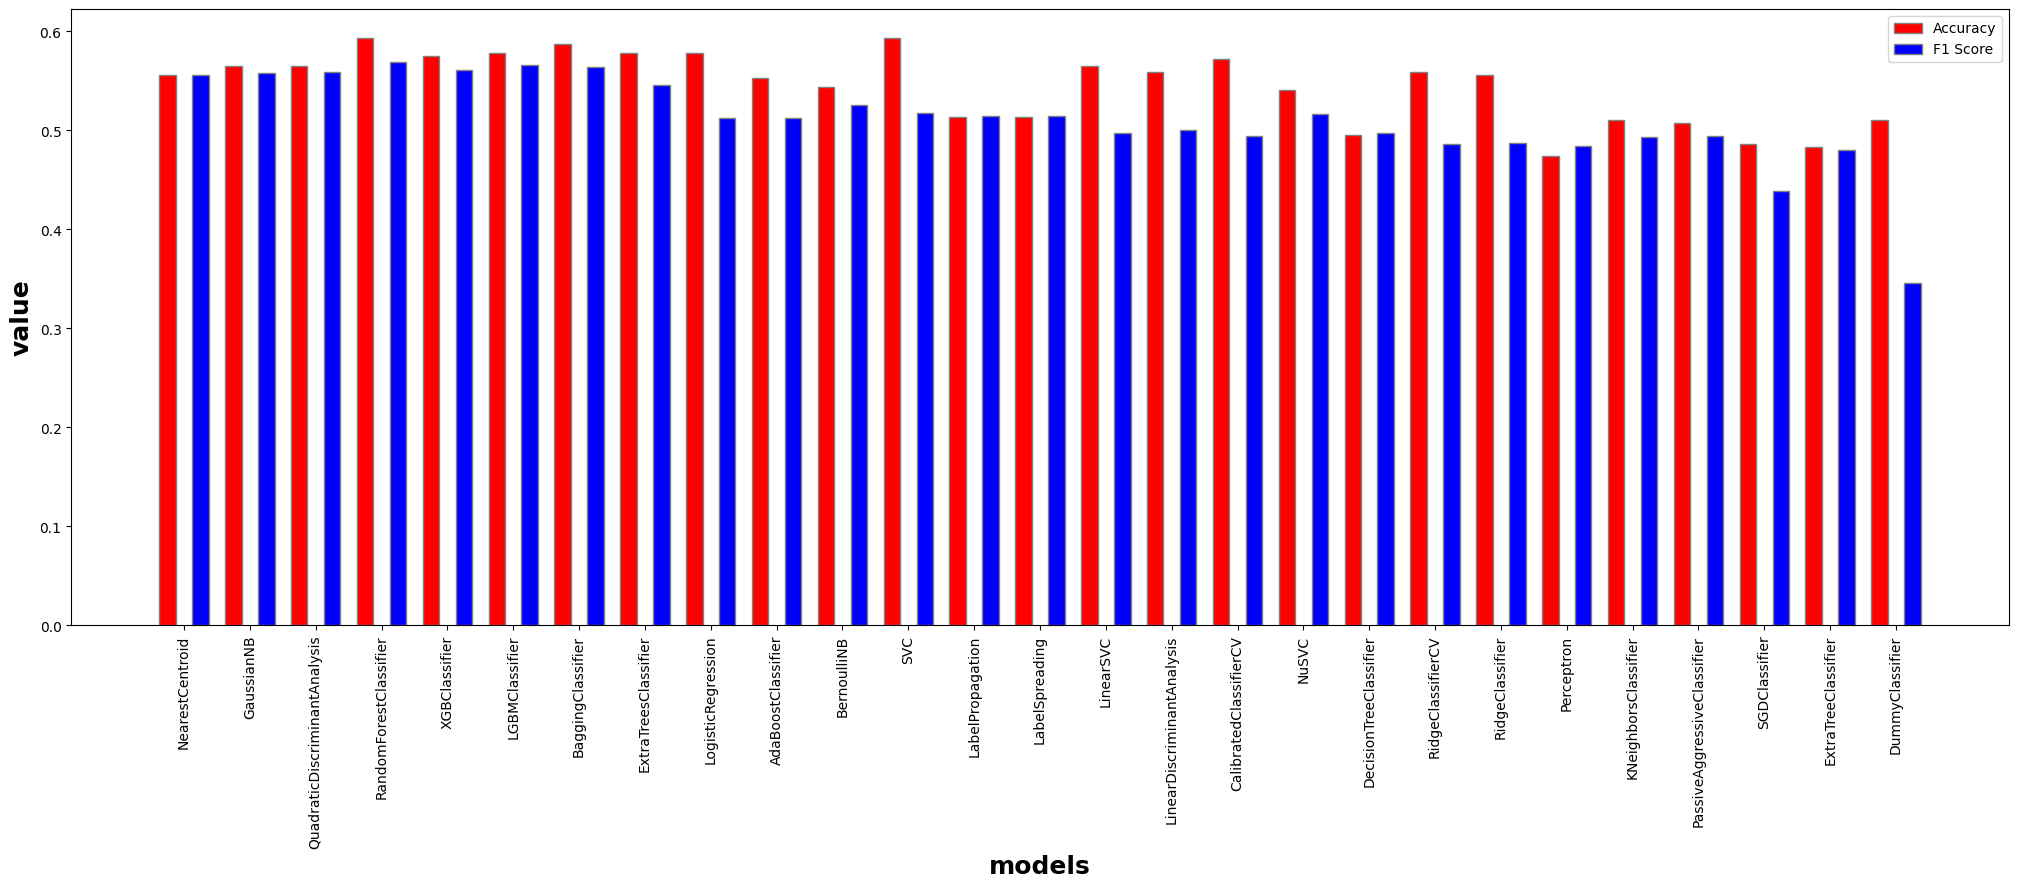 Accuracy
F1 Score
0.6
0.5
0.4
0.3
0.2
0.1
0.0
value
NearestCentroid
GaussianNB
QuadraticDiscriminantAnalysis
RandomForestClassifier
XGBClassifier
LGBMClassifier
BaggingClassifier
ExtraTreesClassifier
LogisticRegression
AdaBoostClassifier
BernoulliNB
SVC
LabelPropagation
LabelSpreading
LinearSVC
LinearDiscriminantAnalysis
CalibratedClassifierCV
NuSVC
DecisionTreeClassifier
RidgeClassifierCV
RidgeClassifier
Perceptron
KNeighborsClassifier
PassiveAggressiveClassifier
SGDClassifier
ExtraTreeClassifier
DummyClassifier
models